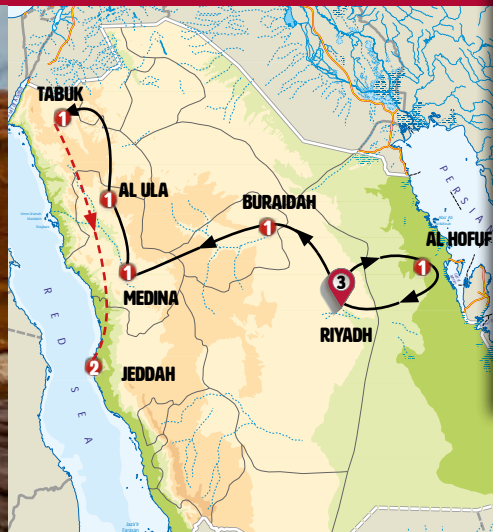 TABUK
1
AL ULA
1
BURAIDAH
1
AL HOFUF
1
MEDINA
1
3
RIYADH
JEDDAH
2
RED SEA
PERSIA